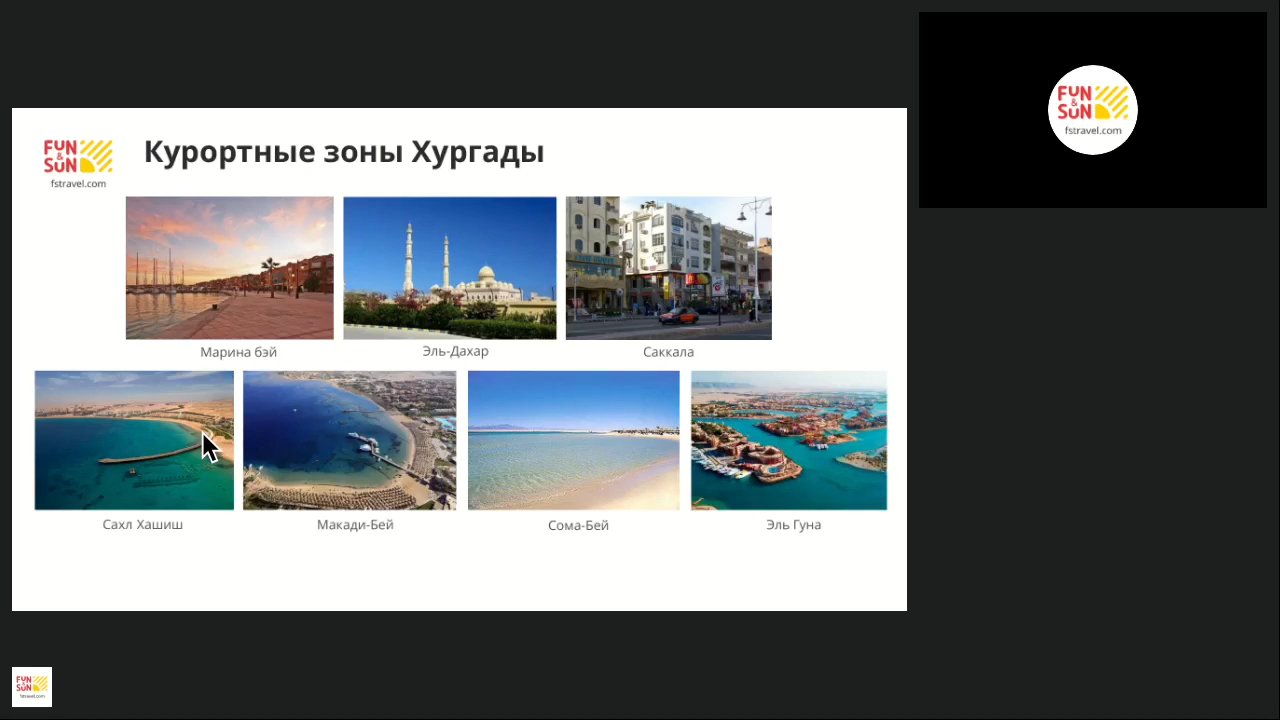 FUN
&
SUN
fstravel.com
Курортные зоны Хургады
Марина бэй
Эль-Дахар
Саккала
Сахл Хашиш
Макади-Бей
Сома-Бей
Эль Гуна
FUN
&
SUN
fstravel.com
FUN
&
SUN
fstravel.com